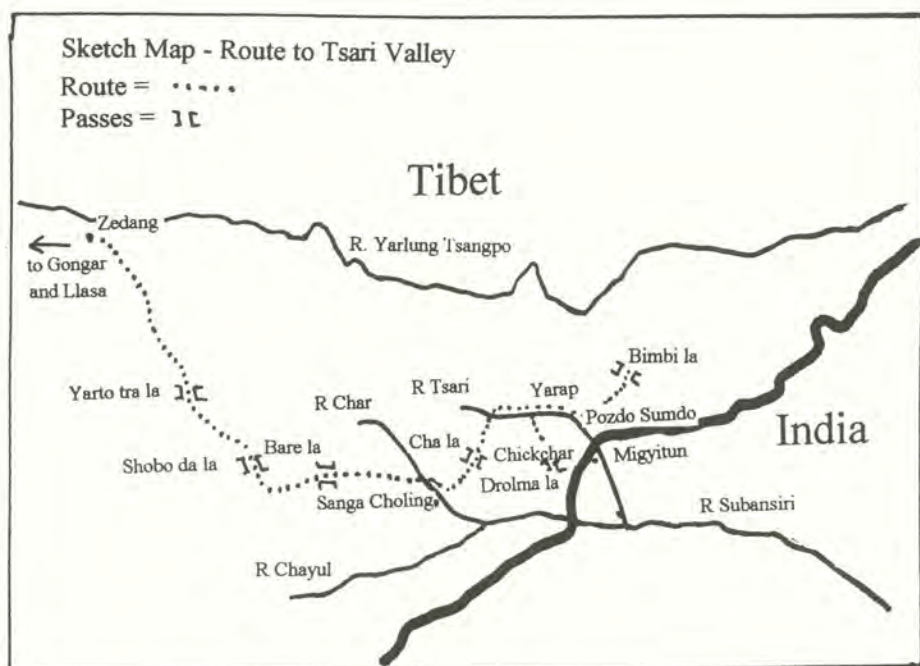 Sketch Map - Route to Tsari Valley
Route =
Passes =
Tibet
Zedang
R. Yarlung Tsangpo
to Gongar
and Llasa
Bimbi la
Yarto tra la
R Tsari
Yarap
R Char
Pozdo Sumdo
India
Cha la
Bare la
Chickchar
Migyitun
Shobo da la
Drolma la
Sanga Choling
R Subansiri
R Chayul